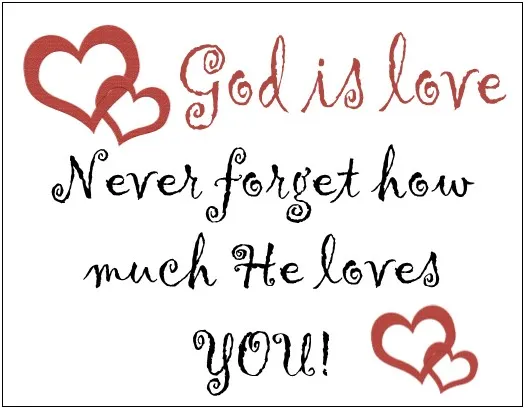 God is love
Never forget how
much He loves
YOU!